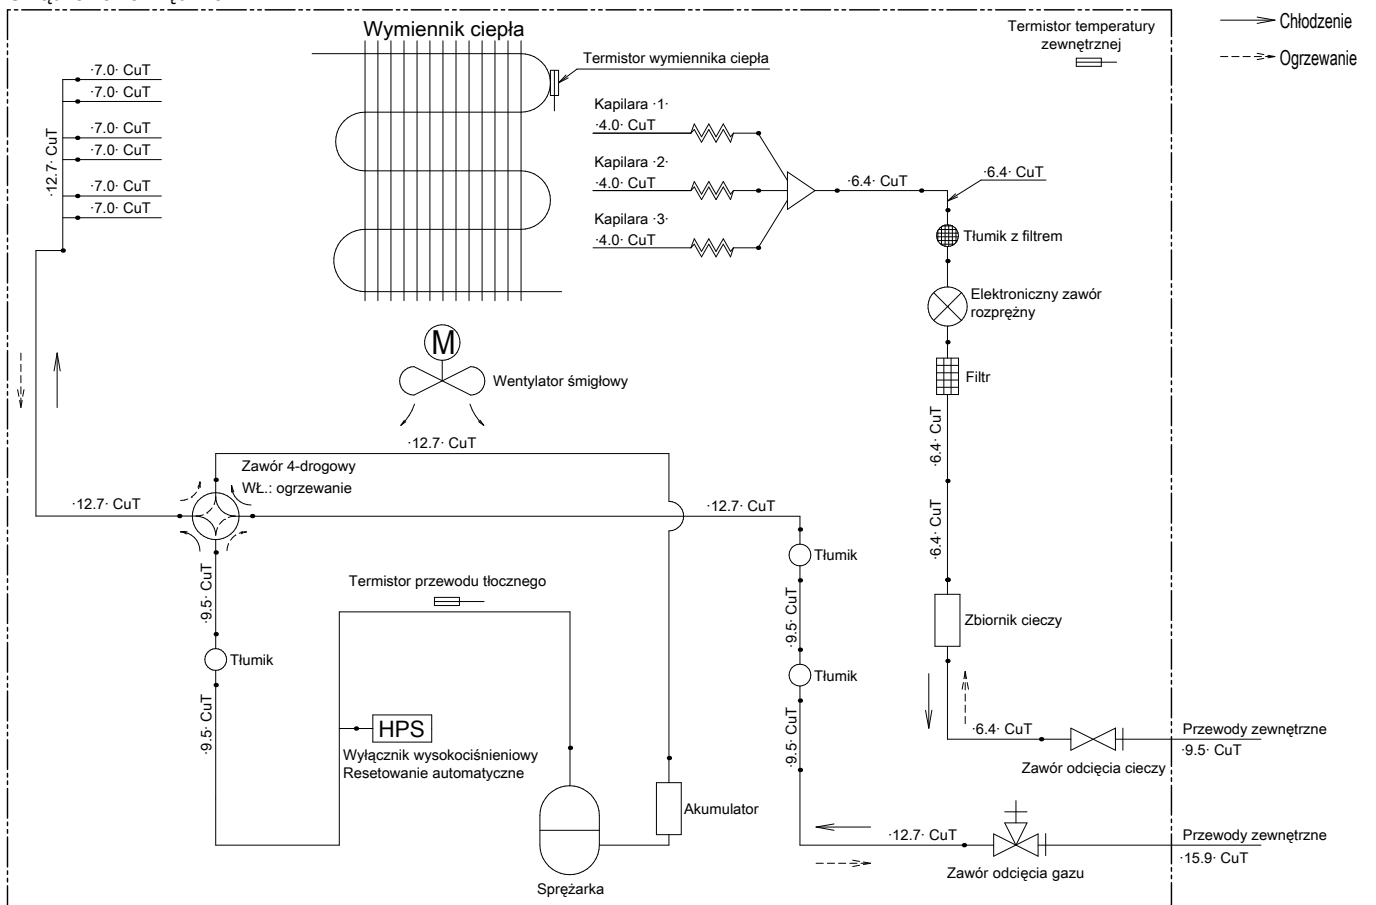 Wymiennik ciepła
Termistor temperatury
zewnętrznej
Chłodzenie
Ogrzewanie
Termistor wymiennika ciepła
·7.0· CuT
·7.0· CuT
·7.0· CuT
·7.0· CuT
·7.0· CuT
·7.0· CuT
·12.7· CuT
Kapilara ·1·
·4.0· CuT
Kapilara ·2·
·4.0· CuT
Kapilara ·3·
·4.0· CuT
·6.4· CuT
·6.4· CuT
Tłumik z filtrem
Elektroniczny zawór
rozprężny
Filtr
M
Wentylator śmigłowy
·12.7· CuT
·6.4· CuT
Zawór 4-drogowy
WŁ.: ogrzewanie
·12.7· CuT
·12.7· CuT
·6.4· CuT
Tłumik
Termistor przewodu tłocznego
·9.5· CuT
·9.5· CuT
Zbiornik cieczy
Tłumik
Tłumik
·9.5· CuT
·9.5· CuT
HPS
Wyłącznik wysokociśnieniowy
Resetowanie automatyczne
·6.4· CuT
Przewody zewnętrzne
·9.5· CuT
Zawór odcięcia cieczy
Akumulator
·12.7· CuT
Przewody zewnętrzne
·15.9· CuT
Zawór odcięcia gazu
Sprężarka